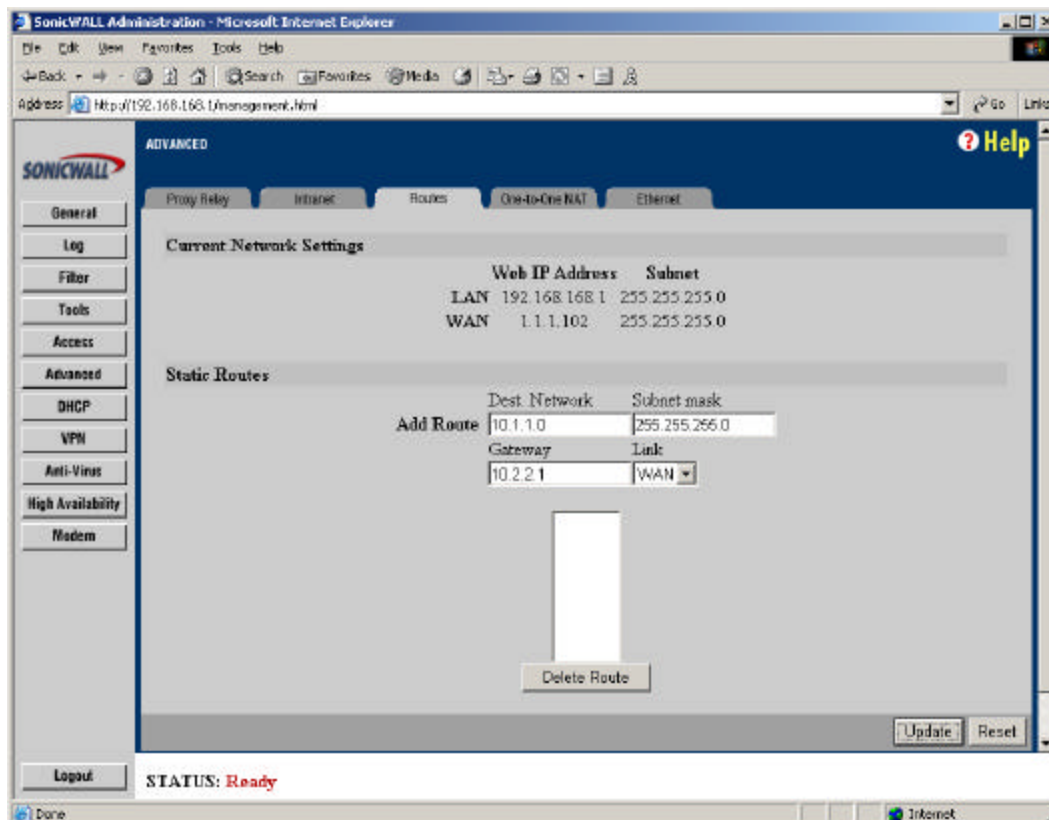 SonicWALL Administration - Microsoft Internet Explorer
File Edit View Favorites Tools Help
Back Search Favorites Media
Address http://192.168.168.1/management.html Go Links
SONICWALL
ADVANCED
? Help
Proxy Relay Intranet Routes One-to-One NAT Ethernet
General
Log
Filter
Tools
Access
Advanced
DHCP
VPN
Anti-Virus
High Availability
Modem
Logout
Current Network Settings
Web IP Address Subnet
LAN 192.168.168.1 255.255.255.0
WAN 1.1.1.102 255.255.255.0
Static Routes
Dest. Network Subnet mask
Add Route 10.1.1.0 255.255.255.0
Gateway Link
10.2.2.1 WAN
Delete Route
Update Reset
STATUS: Ready
Done Internet